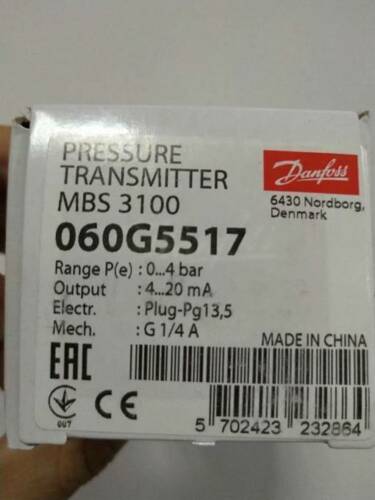 PRESSURE
TRANSMITTER
MBS 3100
060G5517
Danfoss
6430 Nordborg,
Denmark
Range P(e) : 0...4 bar
Output : 4...20 mA
Electr. : Plug-Pg13,5
Mech. : G 1/4 A
MADE IN CHINA
EAC
CE
5 702423 232864